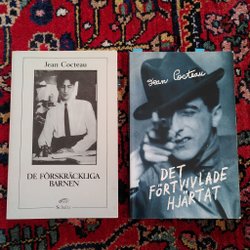 Jean Cocteau
DE FÖRSKRÄCKLIGA
BARNEN
Jean Cocteau
DET
FÖRTVIVLADE
HJÄRTAT